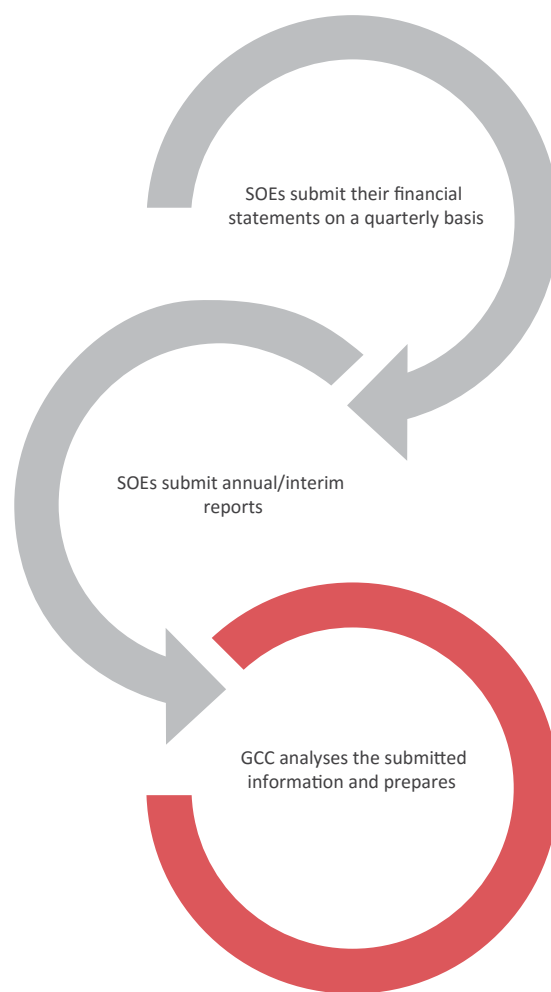 SOEs submit their financial
statements on a quarterly basis
SOEs submit annual/interim
reports
GCC analyses the submitted
information and prepares